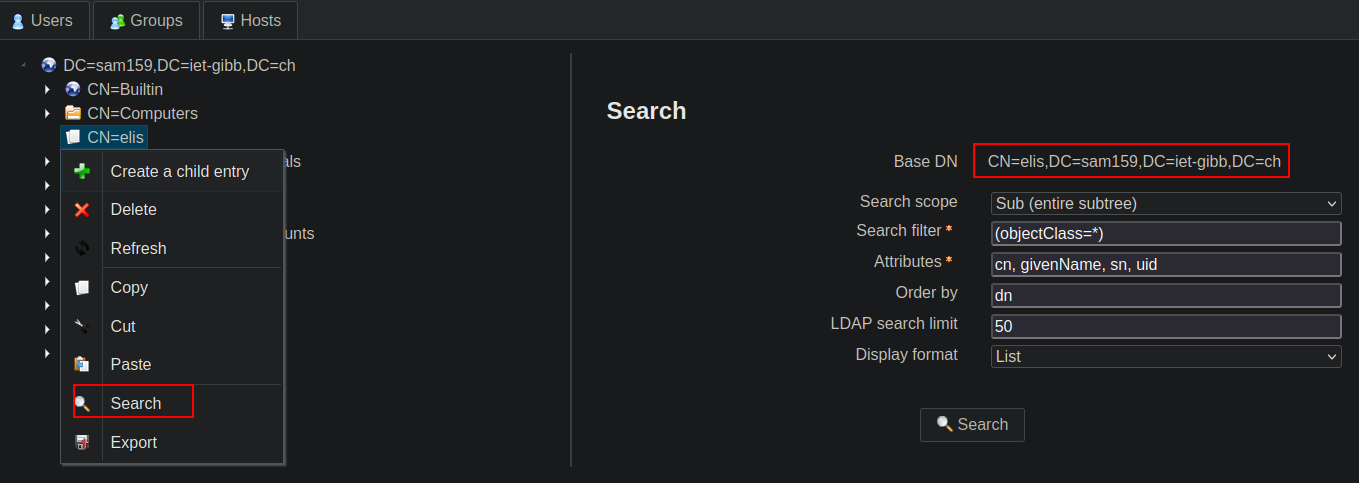 Users Groups Hosts
DC=sam159,DC=iet-gibb,DC=ch
CN=Builtin
CN=Computers
CN=elis
als
unts
Create a child entry
Delete
Refresh
Copy
Cut
Paste
Search
Export
Search
Base DN CN=elis,DC=sam159,DC=iet-gibb,DC=ch
Search scope Sub (entire subtree)
Search filter * (objectClass=*)
Attributes * cn, givenName, sn, uid
Order by dn
LDAP search limit 50
Display format List
Search